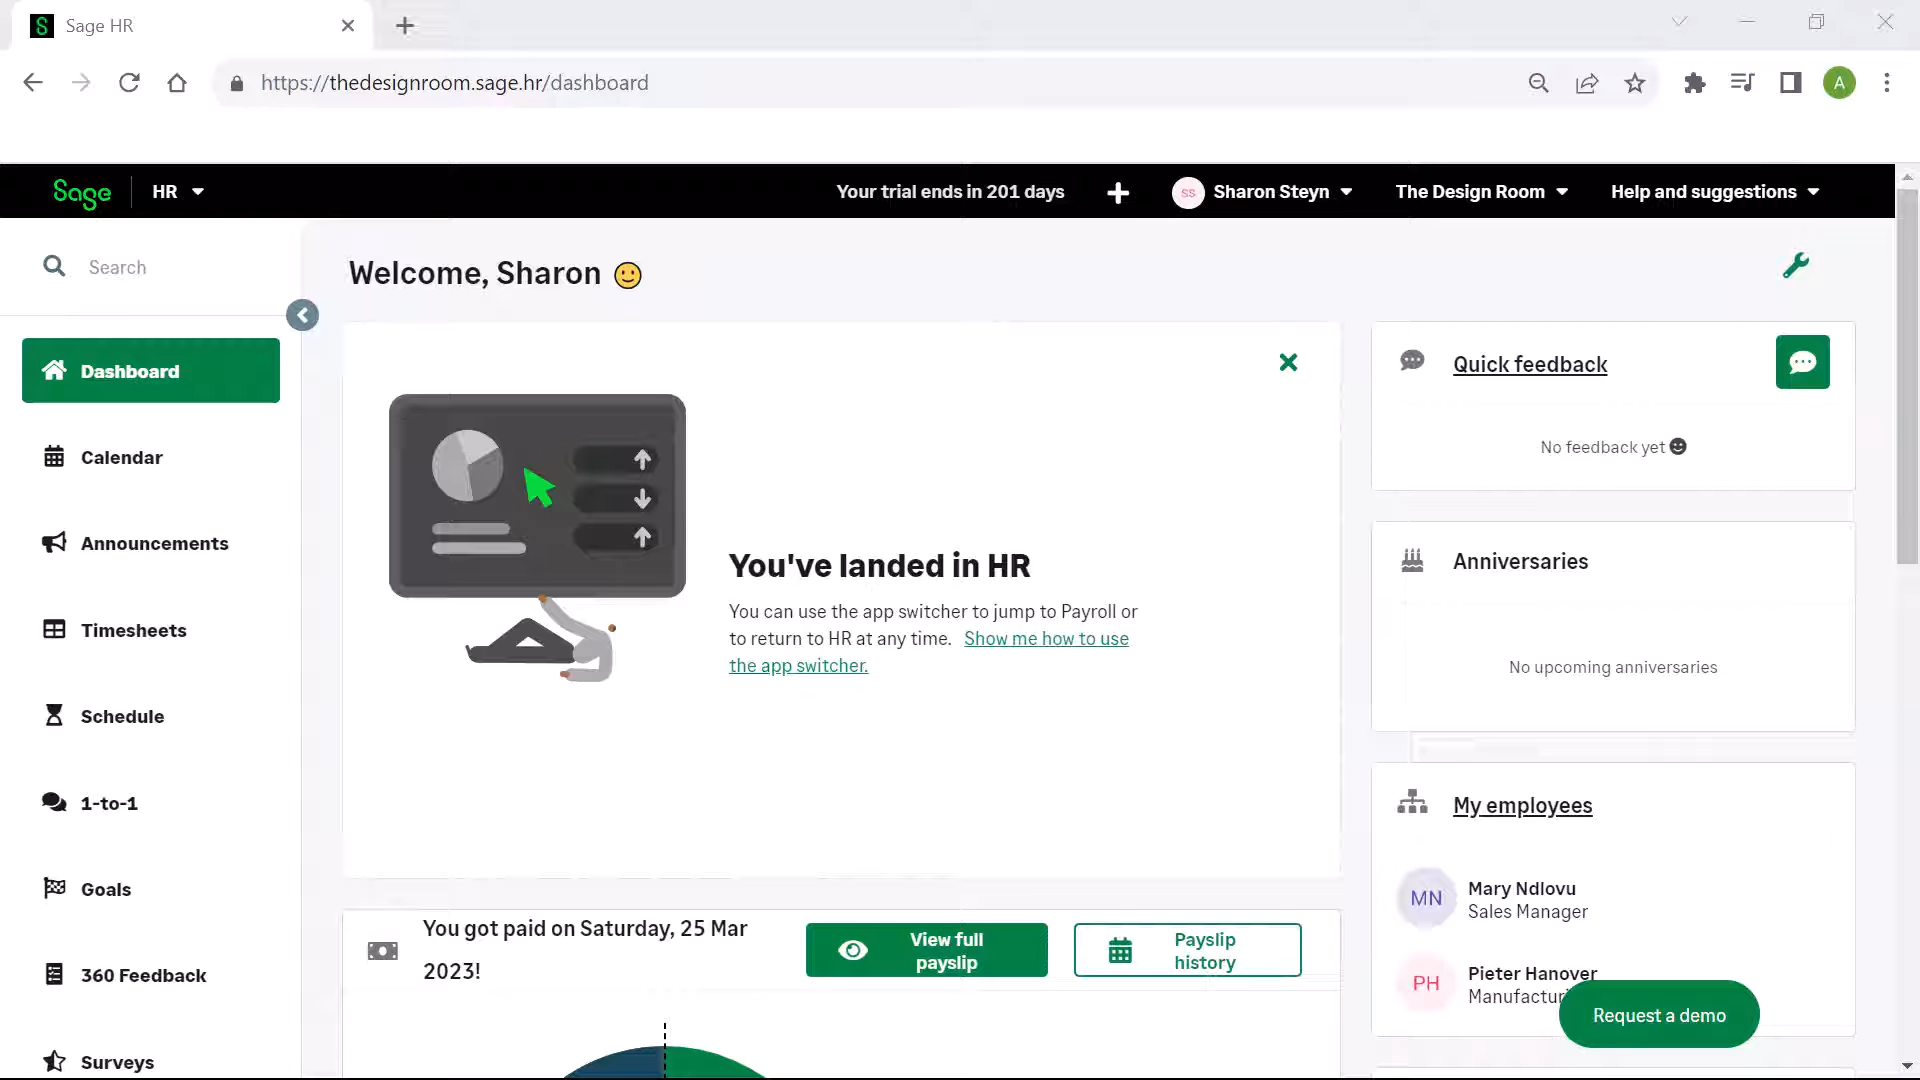 Sage HR
A
https://thedesignroom.sage.hr/dashboard
Sage
HR
Your trial ends in 201 days
SS
Sharon Steyn
The Design Room
Help and suggestions
Search
Welcome, Sharon
Dashboard
Calendar
Announcements
Timesheets
Schedule
1-to-1
Goals
360 Feedback
Surveys
You've landed in HR
You can use the app switcher to jump to Payroll or
to return to HR at any time. Show me how to use
the app switcher.
You got paid on Saturday, 25 Mar
2023!
View full
payslip
Payslip
history
Quick feedback
No feedback yet
Anniversaries
No upcoming anniversaries
My employees
MN
Mary Ndlovu
Sales Manager
PH
Pieter Hanover
Request a demo